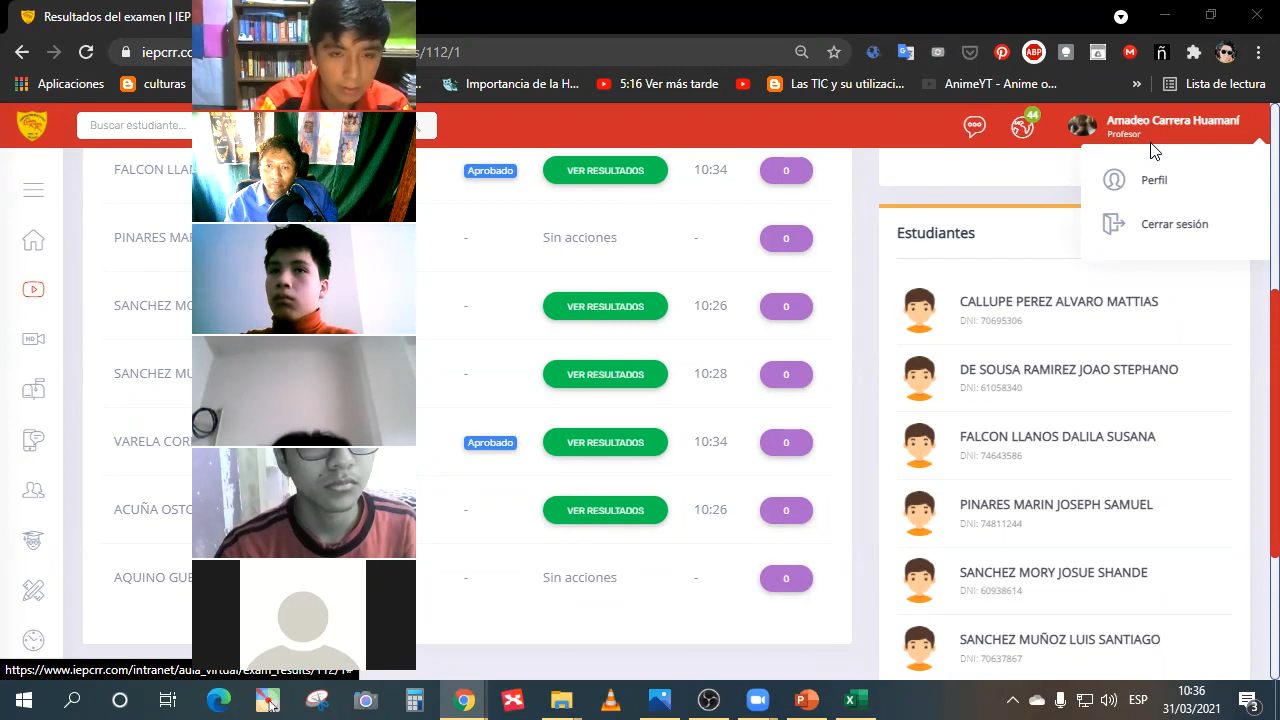 Resultados del examen: EXAM
iepcrr.co
s/112/1
Aplicaciones
culturas
Importancia de la H...
5:16 Versión más r...
Las TIC y su utilizac...
AnimeYT - Anime o...
»
Lista de lectura
Buscar estudiante...
44
Amadeo Carrera Huamaní
Profesor
Perfil
Cerrar sesión
FALCON LLAN
Aprobado
VER RESULTADOS
10:34
0
PINARES MAR
-
Sin acciones
-
0
SANCHEZ MO
-
VER RESULTADOS
10:26
0
SANCHEZ MU
-
VER RESULTADOS
10:28
0
VARELA COR
Aprobado
VER RESULTADOS
10:34
0
ACUÑA OSTO
-
VER RESULTADOS
10:26
0
AQUINO GUE
-
Sin acciones
-
0
Estudiantes
CALLUPE PEREZ ALVARO MATTIAS
DNI: 70695306
DE SOUSA RAMIREZ JOAO STEPHANO
DNI: 61058340
FALCON LLANOS DALILA SUSANA
DNI: 74643586
PINARES MARIN JOSEPH SAMUEL
DNI: 74811244
SANCHEZ MORY JOSUE SHANDE
DNI: 60938614
SANCHEZ MUÑOZ LUIS SANTIAGO
DNI: 70637867
https://www.iepcrr.com/intranet/aula_virtual/exam_results/112/1#
ESP
10:36
31/03/2021
3